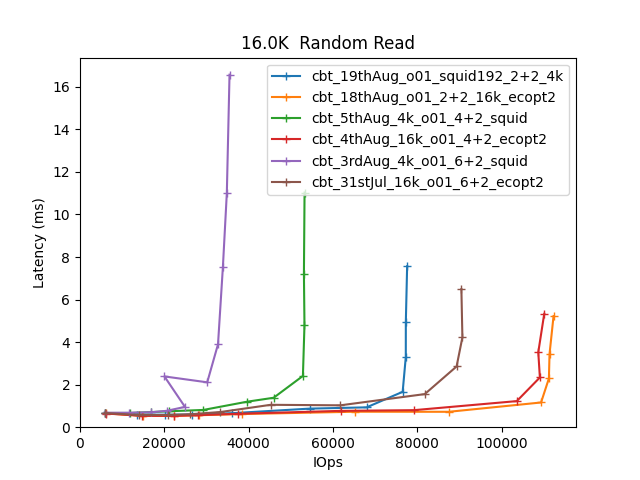 16.0K  Random Read
16
14
12
10
8
6
4
2
0
Latency (ms)
cbt_19thAug_o01_squid192_2+2_4k
cbt_18thAug_o01_2+2_16k_ecopt2
cbt_5thAug_4k_o01_4+2_squid
cbt_4thAug_16k_o01_4+2_ecopt2
cbt_3rdAug_4k_o01_6+2_squid
cbt_31stJul_16k_o01_6+2_ecopt2
0 20000 40000 60000 80000 100000
IOps